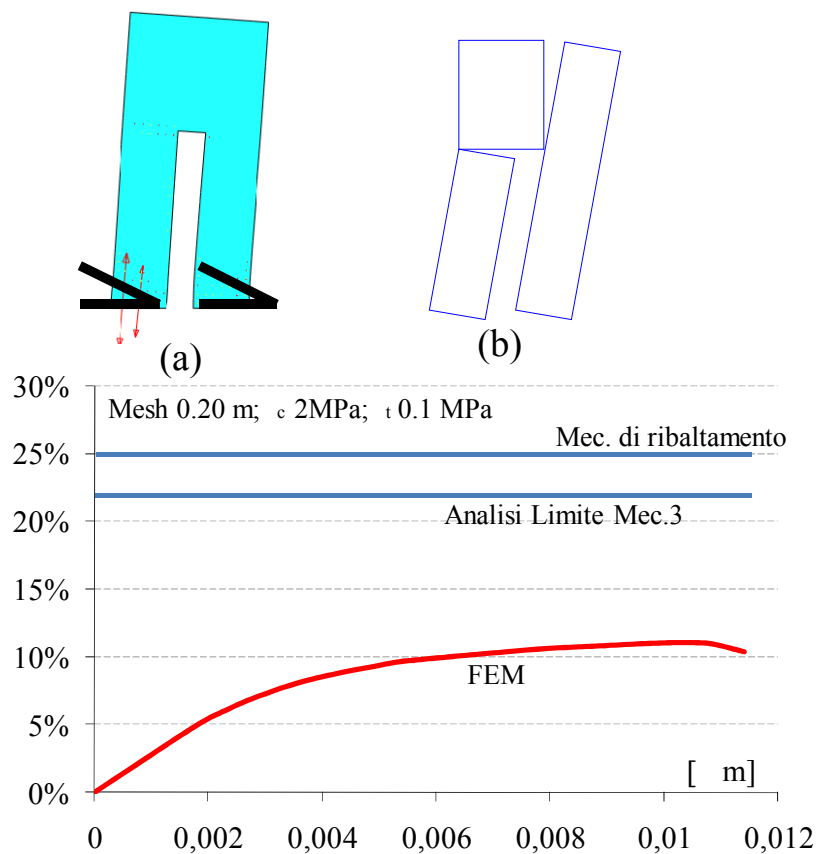 (a)
(b)
30%
Mesh 0.20 m; c 2MPa; t 0.1 MPa
Mec. di ribaltamento
25%
Analisi Limite Mec.3
20%
15%
10%
FEM
5%
[ m]
0%
0 0,002 0,004 0,006 0,008 0,01 0,012